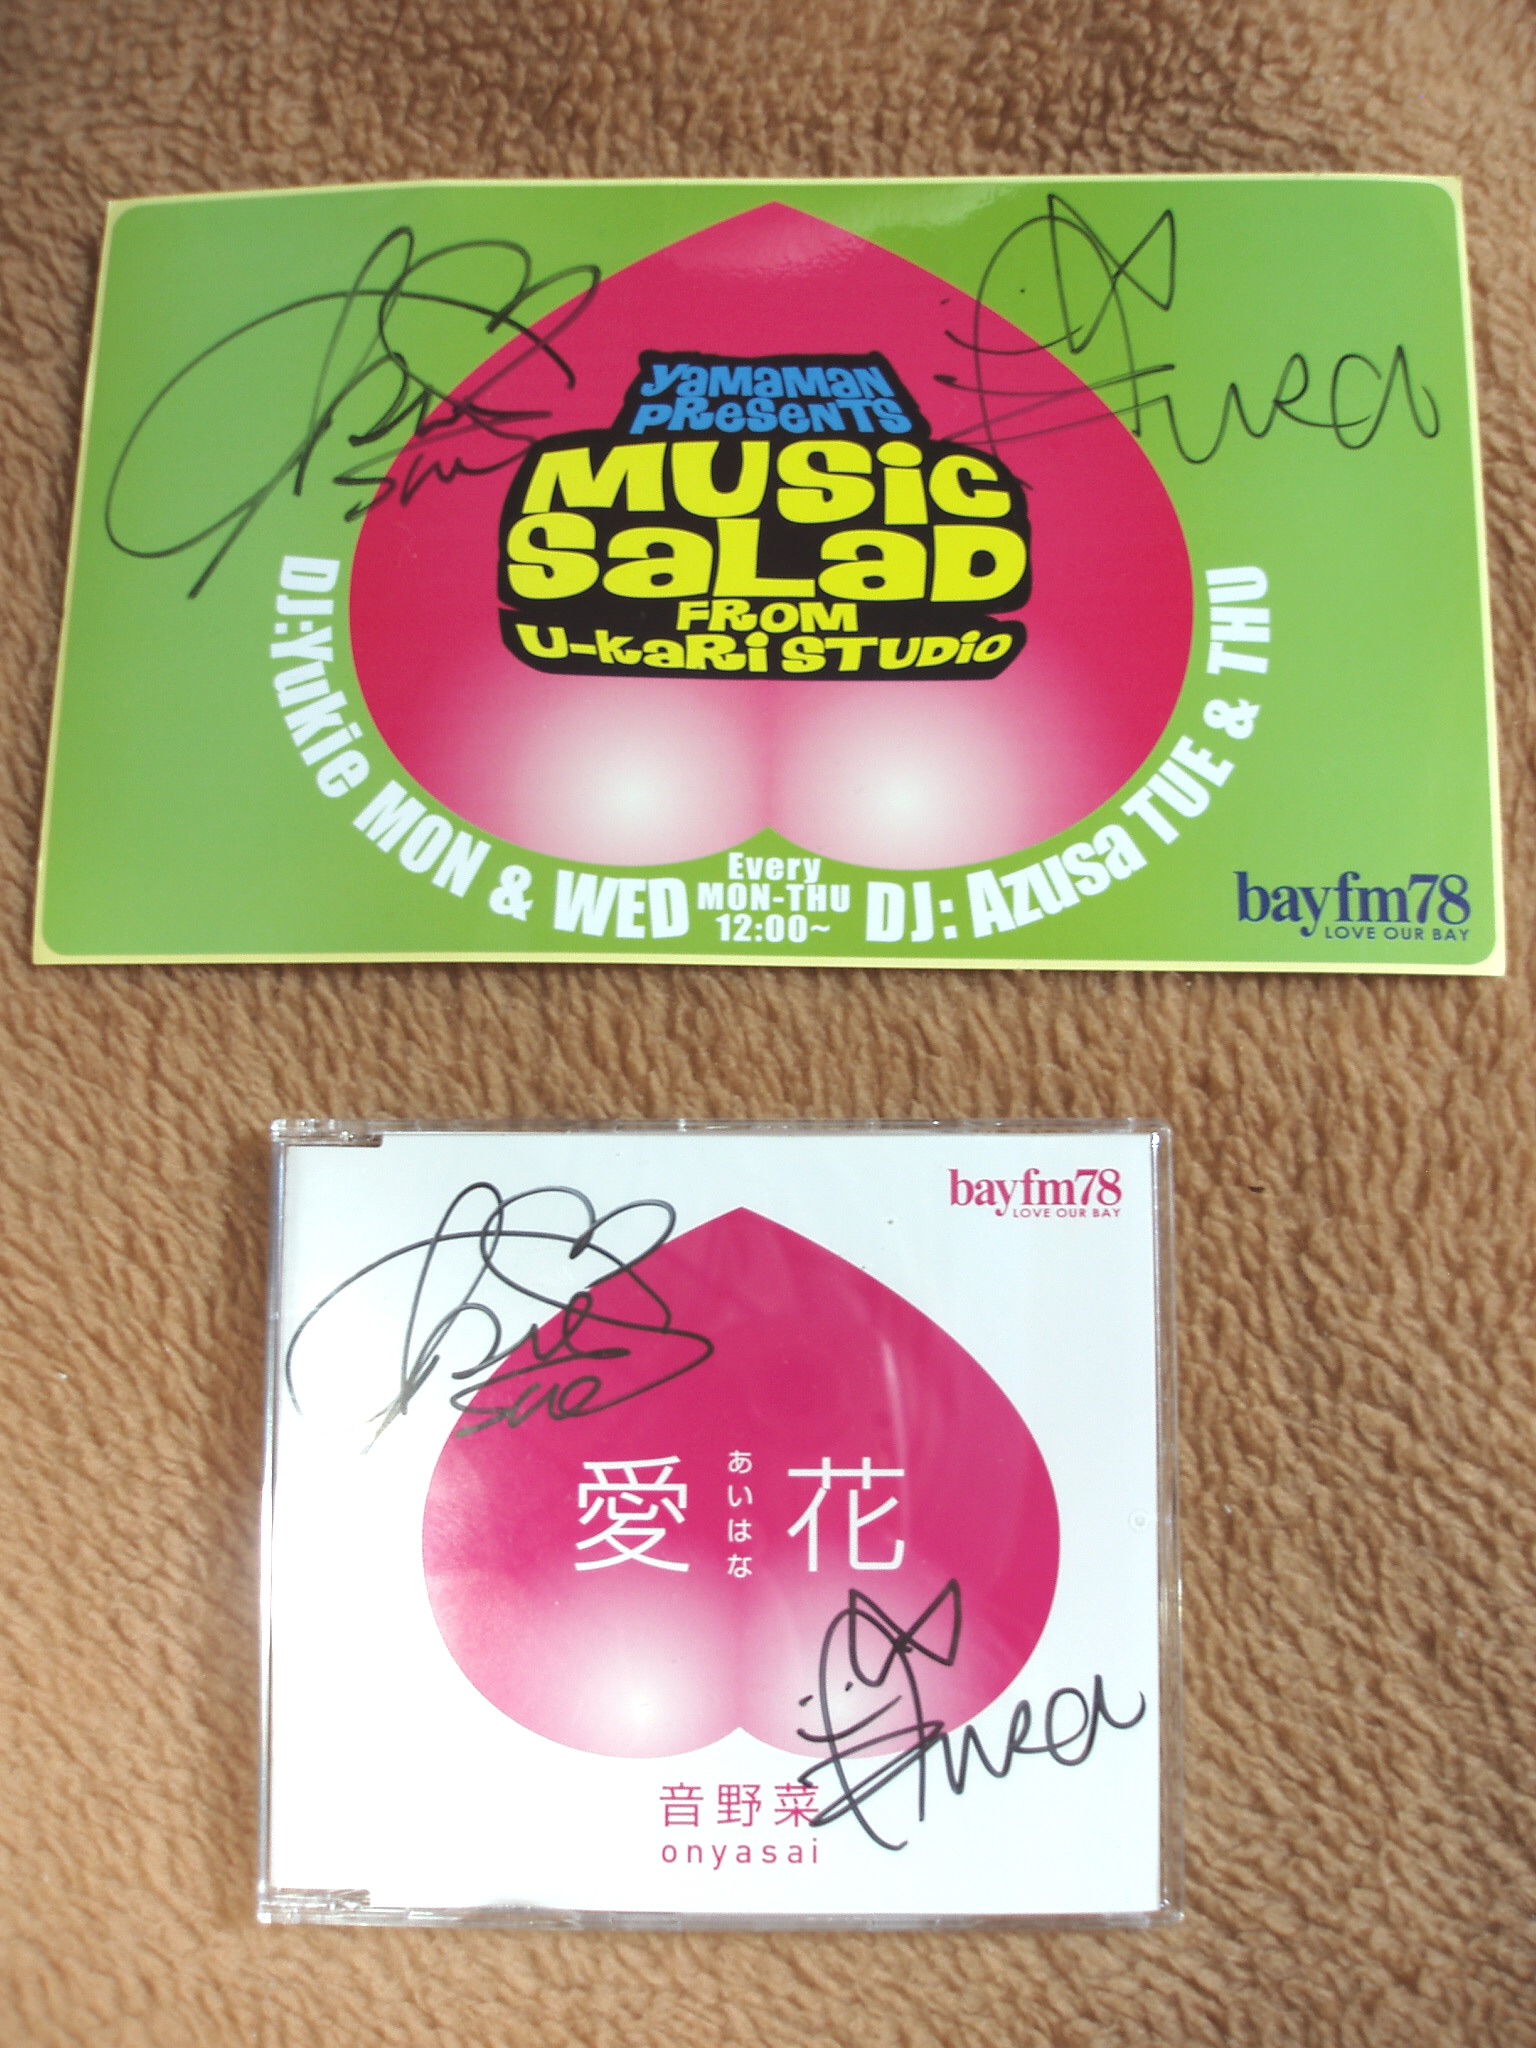 YaMaMaN
PReSeNTS
MUSiC
SaLaD
FROM
U-KaRi STUDiO
DJ:Yukie MON & WED
Every
MON-THU
12:00~
DJ: Azusa TUE & THU
bayfm78
LOVE OUR BAY
bayfm78
LOVE OUR BAY
愛花
あいはな
音野菜
onyasai